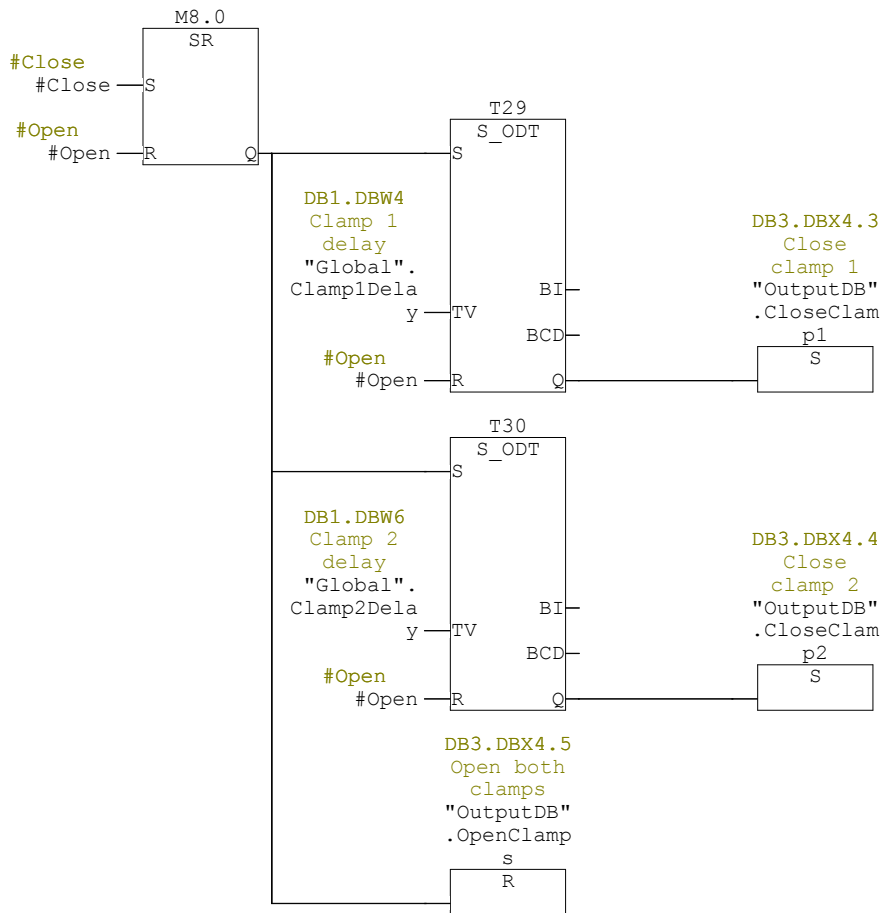 M8.0
SR
#Close
#Close
S
#Open
#Open
R
Q
T29
S_ODT
S
DB1.DBW4
Clamp 1
delay
"Global".
Clamp1Dela
y
TV
BI
BCD
#Open
#Open
R
Q
DB3.DBX4.3
Close
clamp 1
"OutputDB"
.CloseClam
p1
S
T30
S_ODT
S
DB1.DBW6
Clamp 2
delay
"Global".
Clamp2Dela
y
TV
BI
BCD
#Open
#Open
R
Q
DB3.DBX4.4
Close
clamp 2
"OutputDB"
.CloseClam
p2
S
DB3.DBX4.5
Open both
clamps
"OutputDB"
.OpenClamp
s
R